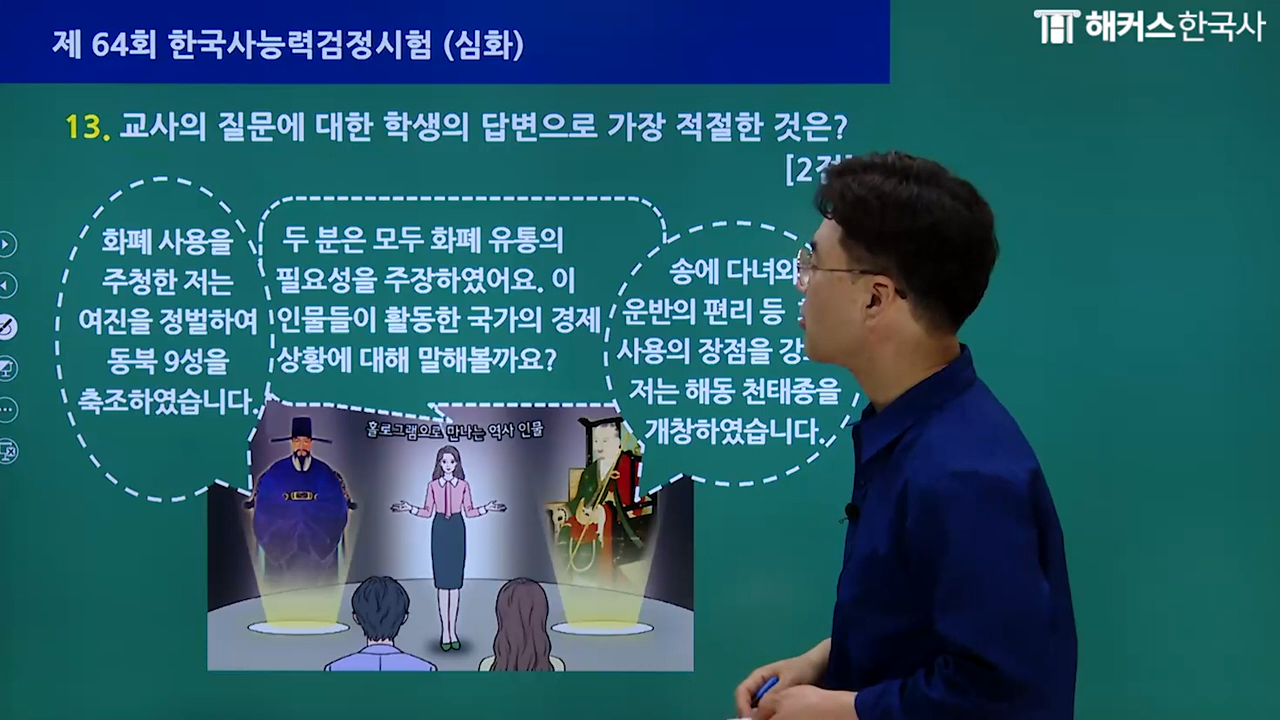 제 64회 한국사능력검정시험 (심화)
해커스한국사
13. 교사의 질문에 대한 학생의 답변으로 가장 적절한 것은?
[2점]
화폐 사용을
주청한 저는
여진을 정벌하여
동북 9성을
축조하였습니다.
두 분은 모두 화폐 유통의
필요성을 주장하였어요. 이
인물들이 활동한 국가의 경제
상황에 대해 말해볼까요?
송에 다녀와
운반의 편리 등
사용의 장점을
저는 해동 천태종을
개창하였습니다.
홀로그램으로 만나는 역사 인물